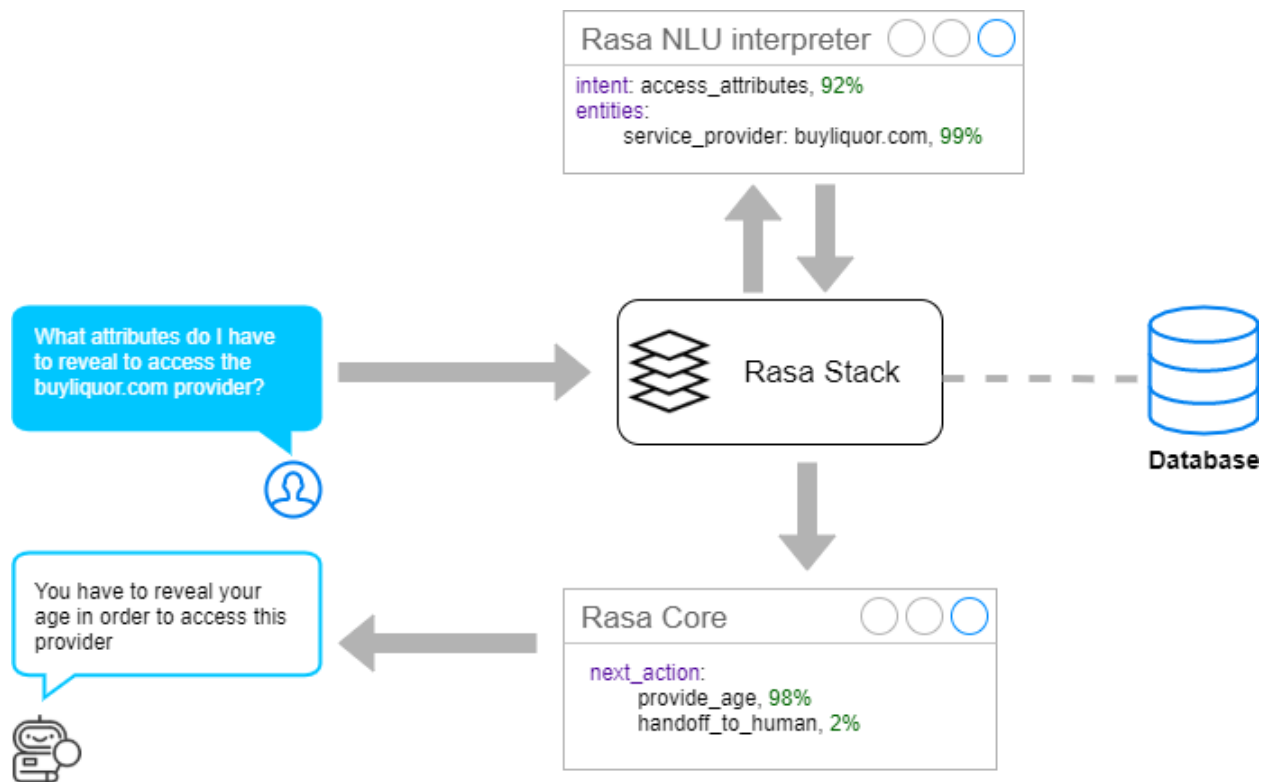 Rasa NLU interpreter
intent: access_attributes, 92%
entities:
service_provider: buyliquor.com, 99%
What attributes do I have
to reveal to access the
buyliquor.com provider?
Rasa Stack
Database
You have to reveal your
age in order to access this
provider
Rasa Core
next_action:
provide_age, 98%
handoff_to_human, 2%